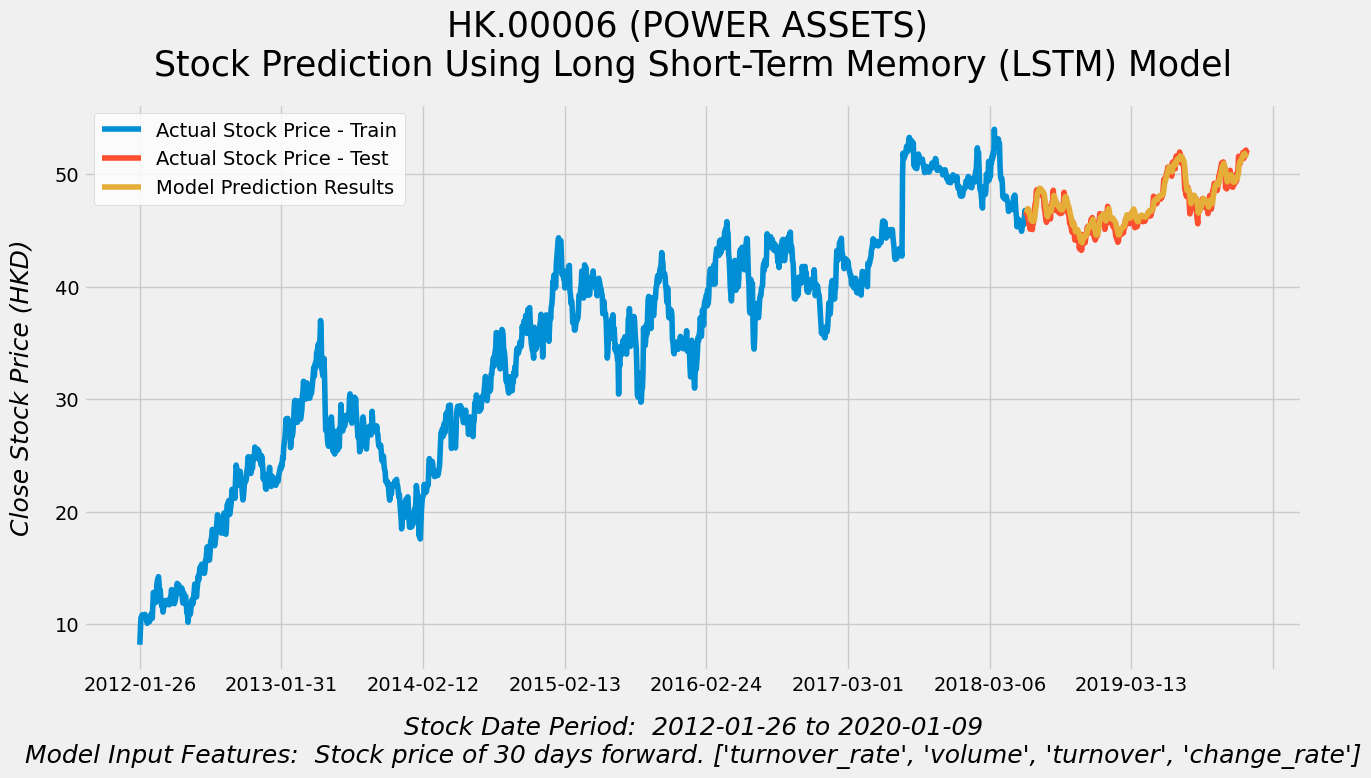 HK.00006 (POWER ASSETS)
Stock Prediction Using Long Short-Term Memory (LSTM) Model
Actual Stock Price - Train
Actual Stock Price - Test
Model Prediction Results
Close Stock Price (HKD)
50
40
30
20
10
2012-01-26 2013-01-31 2014-02-12 2015-02-13 2016-02-24 2017-03-01 2018-03-06 2019-03-13
Stock Date Period:  2012-01-26 to 2020-01-09
Model Input Features:  Stock price of 30 days forward. ['turnover_rate', 'volume', 'turnover', 'change_rate']